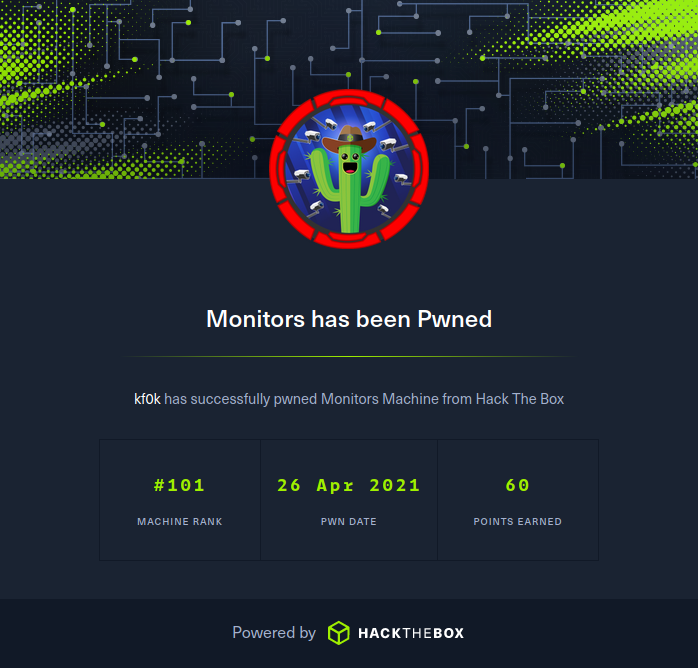 Monitors has been Pwned
kf0k has successfully pwned Monitors Machine from Hack The Box
#101 26 Apr 2021 60
MACHINE RANK PWN DATE POINTS EARNED
Powered by HACKTHEBOX